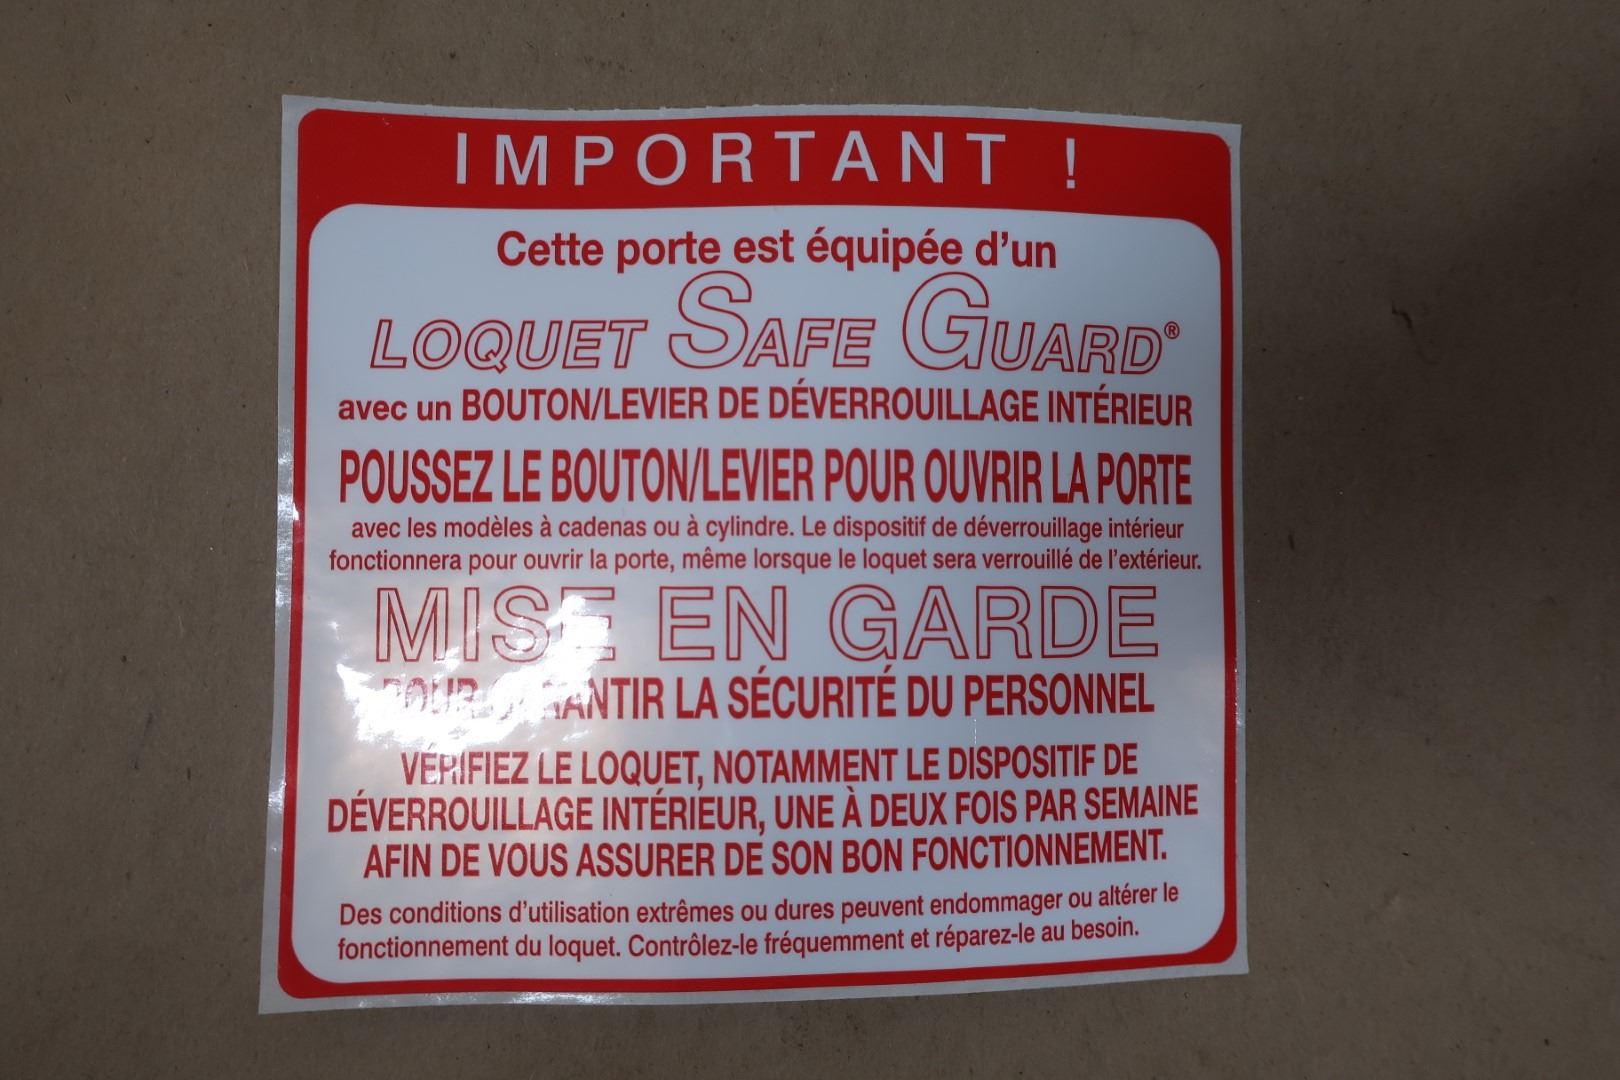 IMPORTANT !
Cette porte est équipée d'un
LOQUET SAFE GUARD®
avec un BOUTON/LEVIER DE DÉVERROUILLAGE INTÉRIEUR
POUSSEZ LE BOUTON/LEVIER POUR OUVRIR LA PORTE
avec les modèles à cadenas ou à cylindre. Le dispositif de déverrouillage intérieur
fonctionnera pour ouvrir la porte, même lorsque le loquet sera verrouillé de l'extérieur.
MISE EN GARDE
POUR GARANTIR LA SÉCURITÉ DU PERSONNEL
VÉRIFIEZ LE LOQUET, NOTAMMENT LE DISPOSITIF DE
DÉVERROUILLAGE INTÉRIEUR, UNE À DEUX FOIS PAR SEMAINE
AFIN DE VOUS ASSURER DE SON BON FONCTIONNEMENT.
Des conditions d'utilisation extrêmes ou dures peuvent endommager ou altérer le
fonctionnement du loquet. Contrôlez-le fréquemment et réparez-le au besoin.